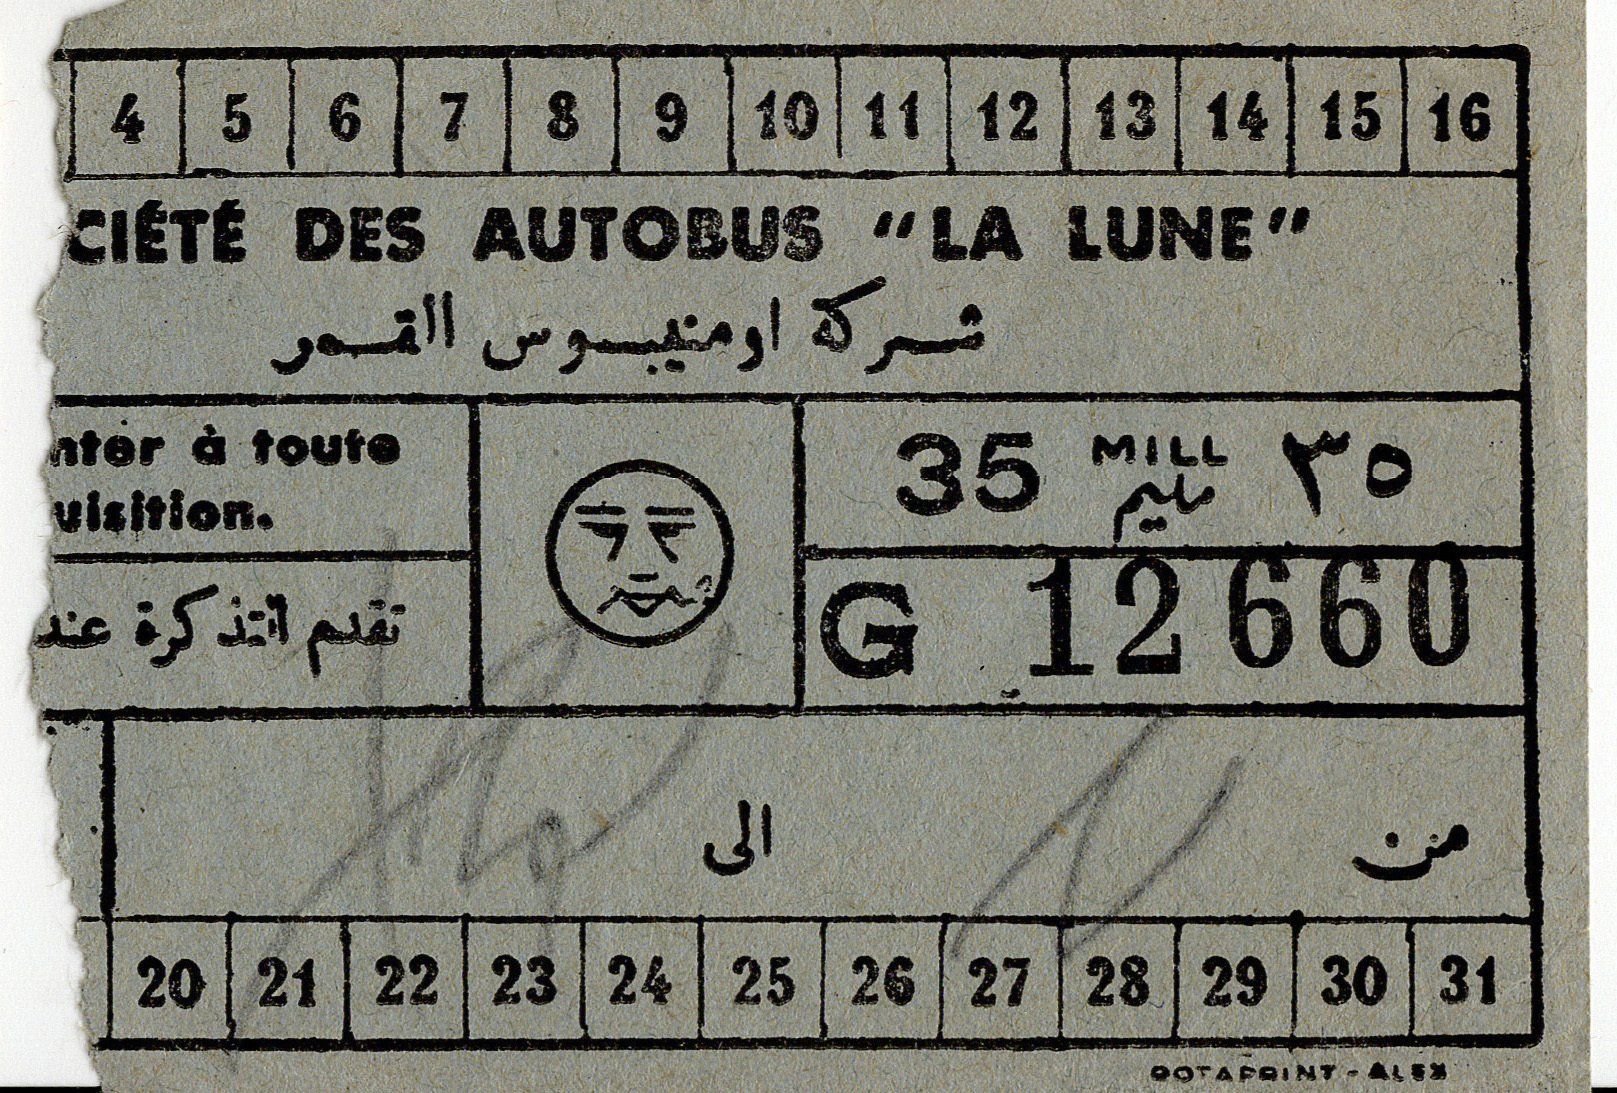 4 5 6 7 8 9 10 11 12 13 14 15 16
CIÉTÉ DES AUTOBUS "LA LUNE"
شركة اومنيبوس القمر
nter à toute
uisition.
تقدم التذكرة عند
35 MILL مليم ٣٥
G 12660
من الى
20 21 22 23 24 25 26 27 28 29 30 31
ROTAPRINT - ALEX